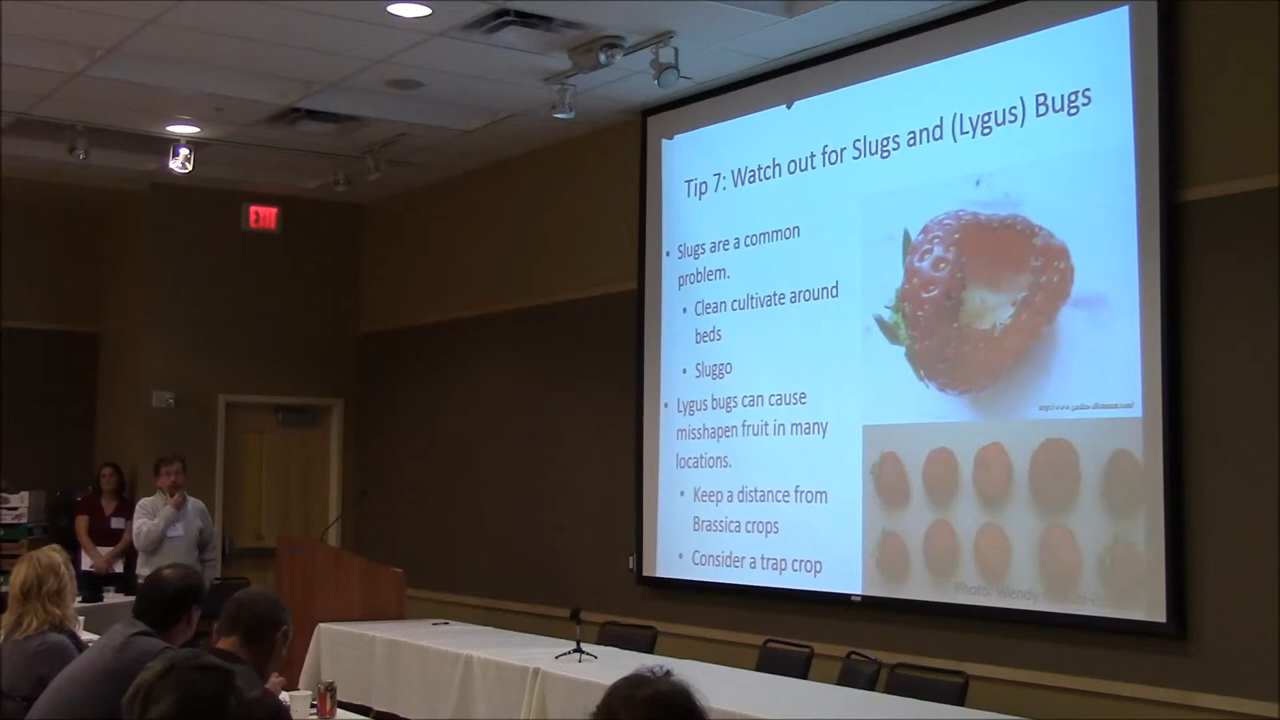 Tip 7: Watch out for Slugs and (Lygus) Bugs
• Slugs are a common
problem.
• Clean cultivate around
beds
• Sluggo
• Lygus bugs can cause
misshapen fruit in many
locations.
• Keep a distance from
Brassica crops
• Consider a trap crop
Photo: Wendy
EXIT